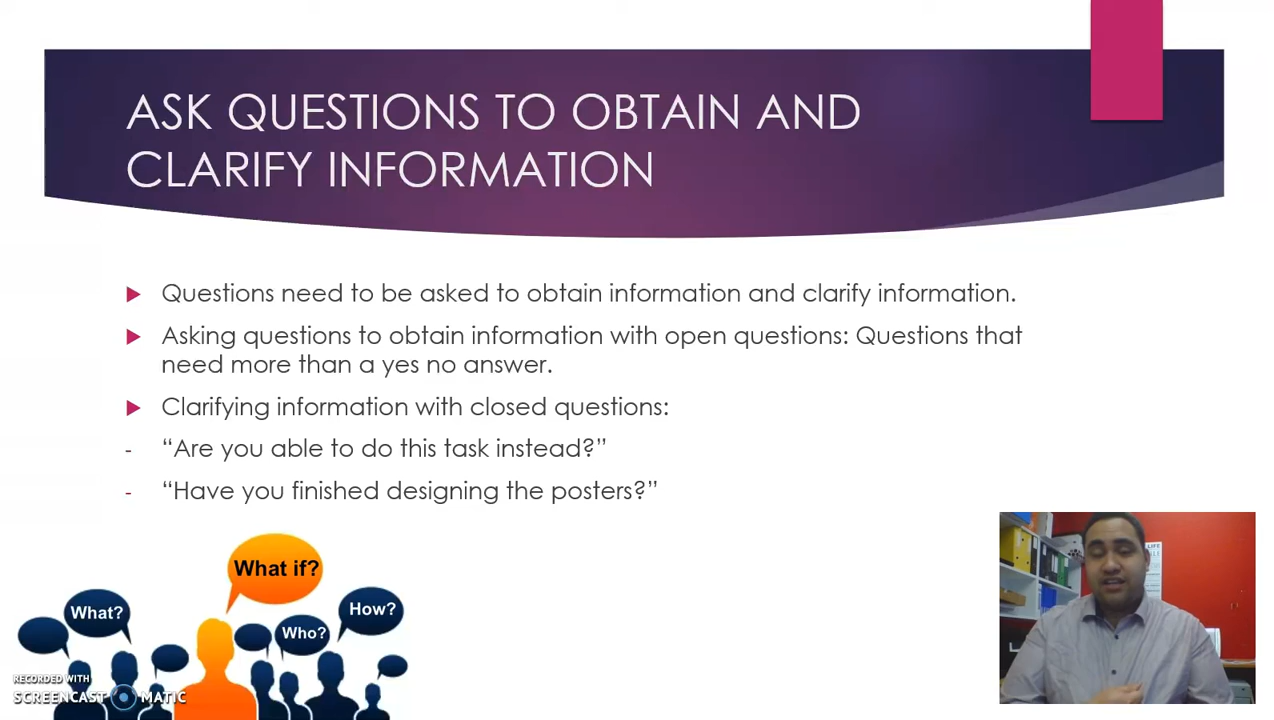 ASK QUESTIONS TO OBTAIN AND
CLARIFY INFORMATION
Questions need to be asked to obtain information and clarify information.
Asking questions to obtain information with open questions: Questions that
need more than a yes no answer.
Clarifying information with closed questions:
- “Are you able to do this task instead?”
- “Have you finished designing the posters?”
What if?
What?
How?
Who?
RECORDED WITH
SCREENCAST MATIC
LIFE